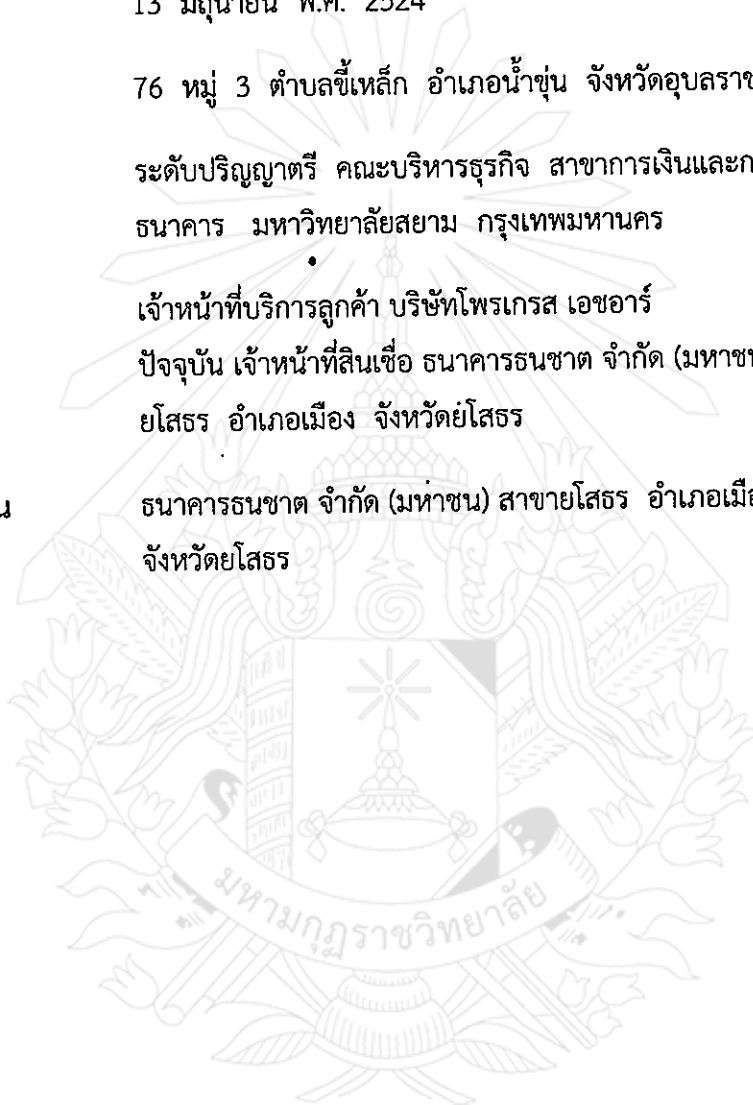 13 มิถุนายน พ.ศ. 2524
76 หมู่ 3 ตำบลขี้เหล็ก อำเภอน้ำขุ่น จังหวัดอุบลราช
ระดับปริญญาตรี คณะบริหารธุรกิจ สาขาการเงินและก
ธนาคาร มหาวิทยาลัยสยาม กรุงเทพมหานคร
เจ้าหน้าที่บริการลูกค้า บริษัทโพรเกรส เอชอาร์
ปัจจุบัน เจ้าหน้าที่สินเชื่อ ธนาคารธนชาต จำกัด (มหาชน
ยโสธร อำเภอเมือง จังหวัดยโสธร
น ธนาคารธนชาต จำกัด (มหาชน) สาขายโสธร อำเภอเมือ
จังหวัดยโสธร
มหามกุฏราชวิทยาลัย